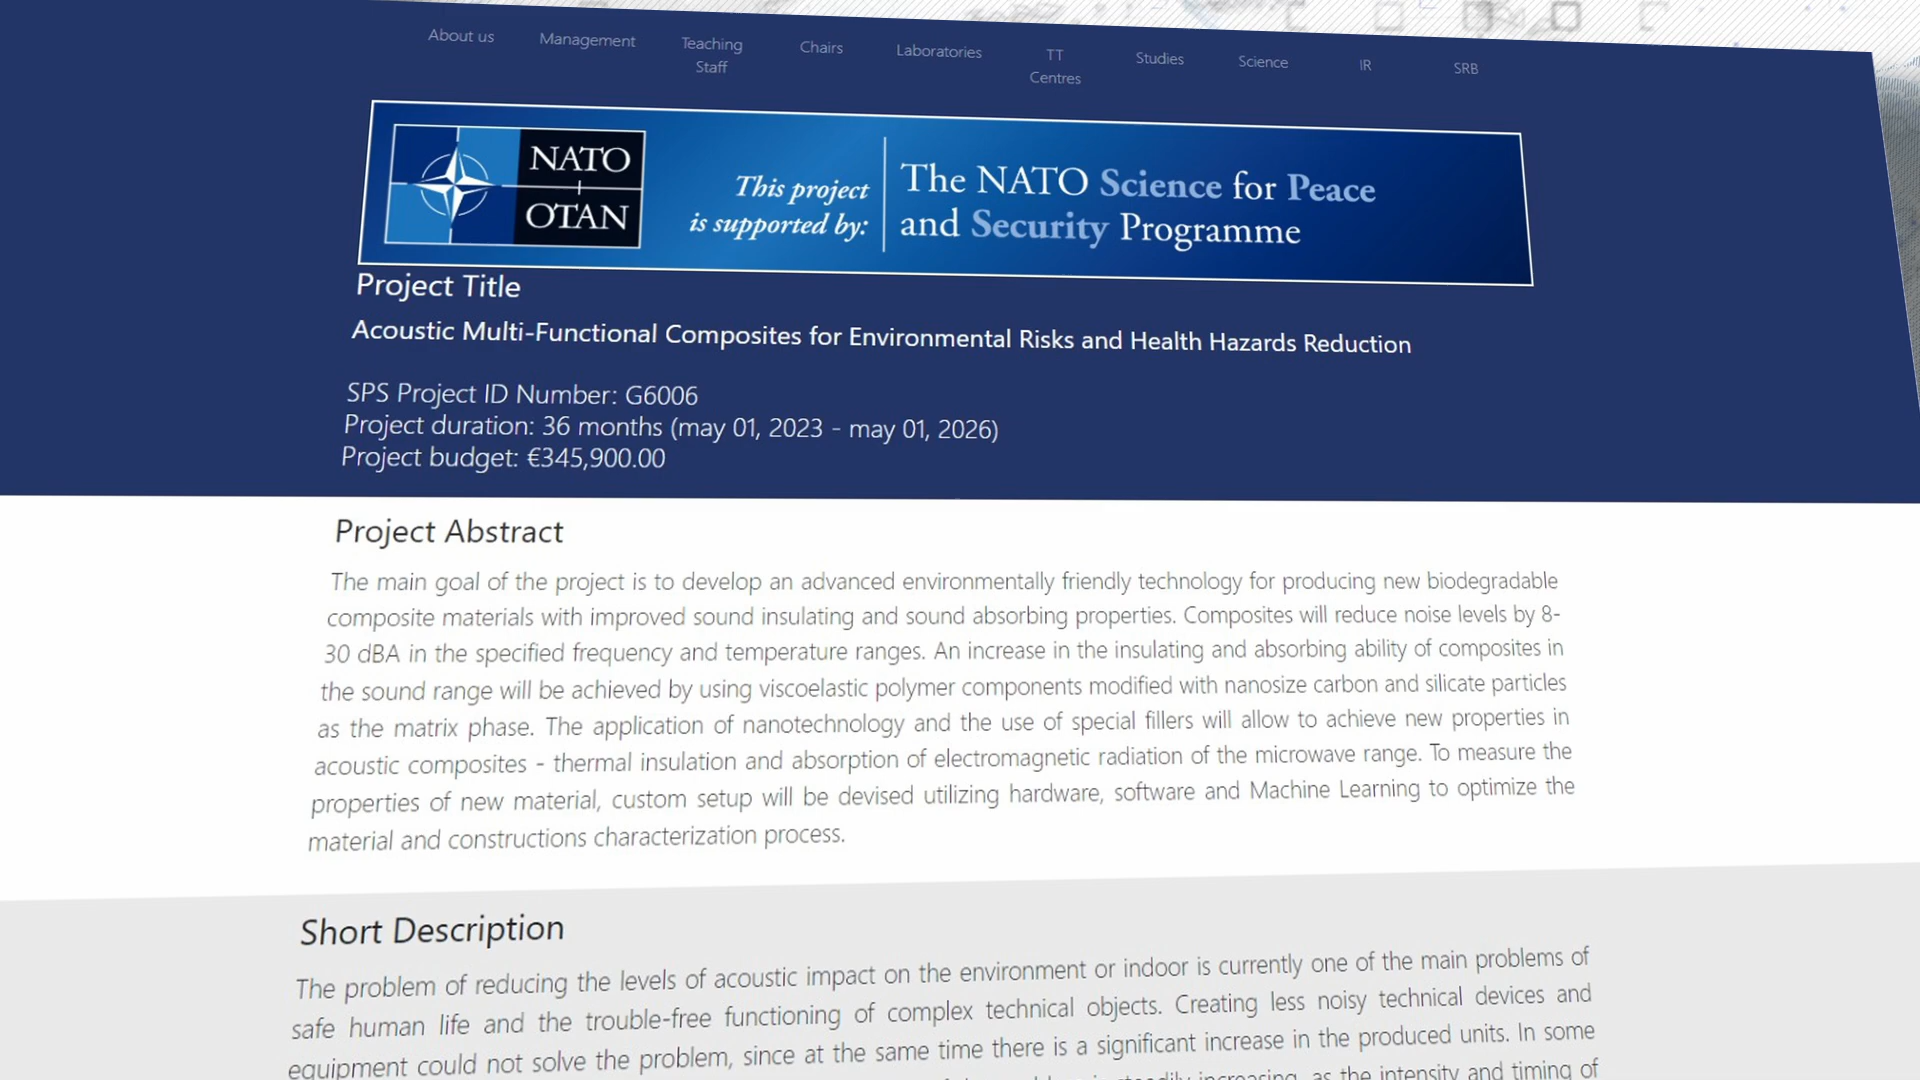 About us
Management
Teaching
Staff
Chairs
Laboratories
TT
Centres
Studies
Science
IR
SRB
NATO
OTAN
This project
is supported by:
The NATO Science for Peace
and Security Programme
Project Title
Acoustic Multi-Functional Composites for Environmental Risks and Health Hazards Reduction
SPS Project ID Number: G6006
Project duration: 36 months (may 01, 2023 - may 01, 2026)
Project budget: €345,900.00
Project Abstract
The main goal of the project is to develop an advanced environmentally friendly technology for producing new biodegradable
composite materials with improved sound insulating and sound absorbing properties. Composites will reduce noise levels by 8-
30 dBA in the specified frequency and temperature ranges. An increase in the insulating and absorbing ability of composites in
the sound range will be achieved by using viscoelastic polymer components modified with nanosize carbon and silicate particles
as the matrix phase. The application of nanotechnology and the use of special fillers will allow to achieve new properties in
acoustic composites - thermal insulation and absorption of electromagnetic radiation of the microwave range. To measure the
properties of new material, custom setup will be devised utilizing hardware, software and Machine Learning to optimize the
material and constructions characterization process.
Short Description
The problem of reducing the levels of acoustic impact on the environment or indoor is currently one of the main problems of
safe human life and the trouble-free functioning of complex technical objects. Creating less noisy technical devices and
equipment could not solve the problem, since at the same time there is a significant increase in the produced units. In some
steadily increasing, as the intensity and timing of